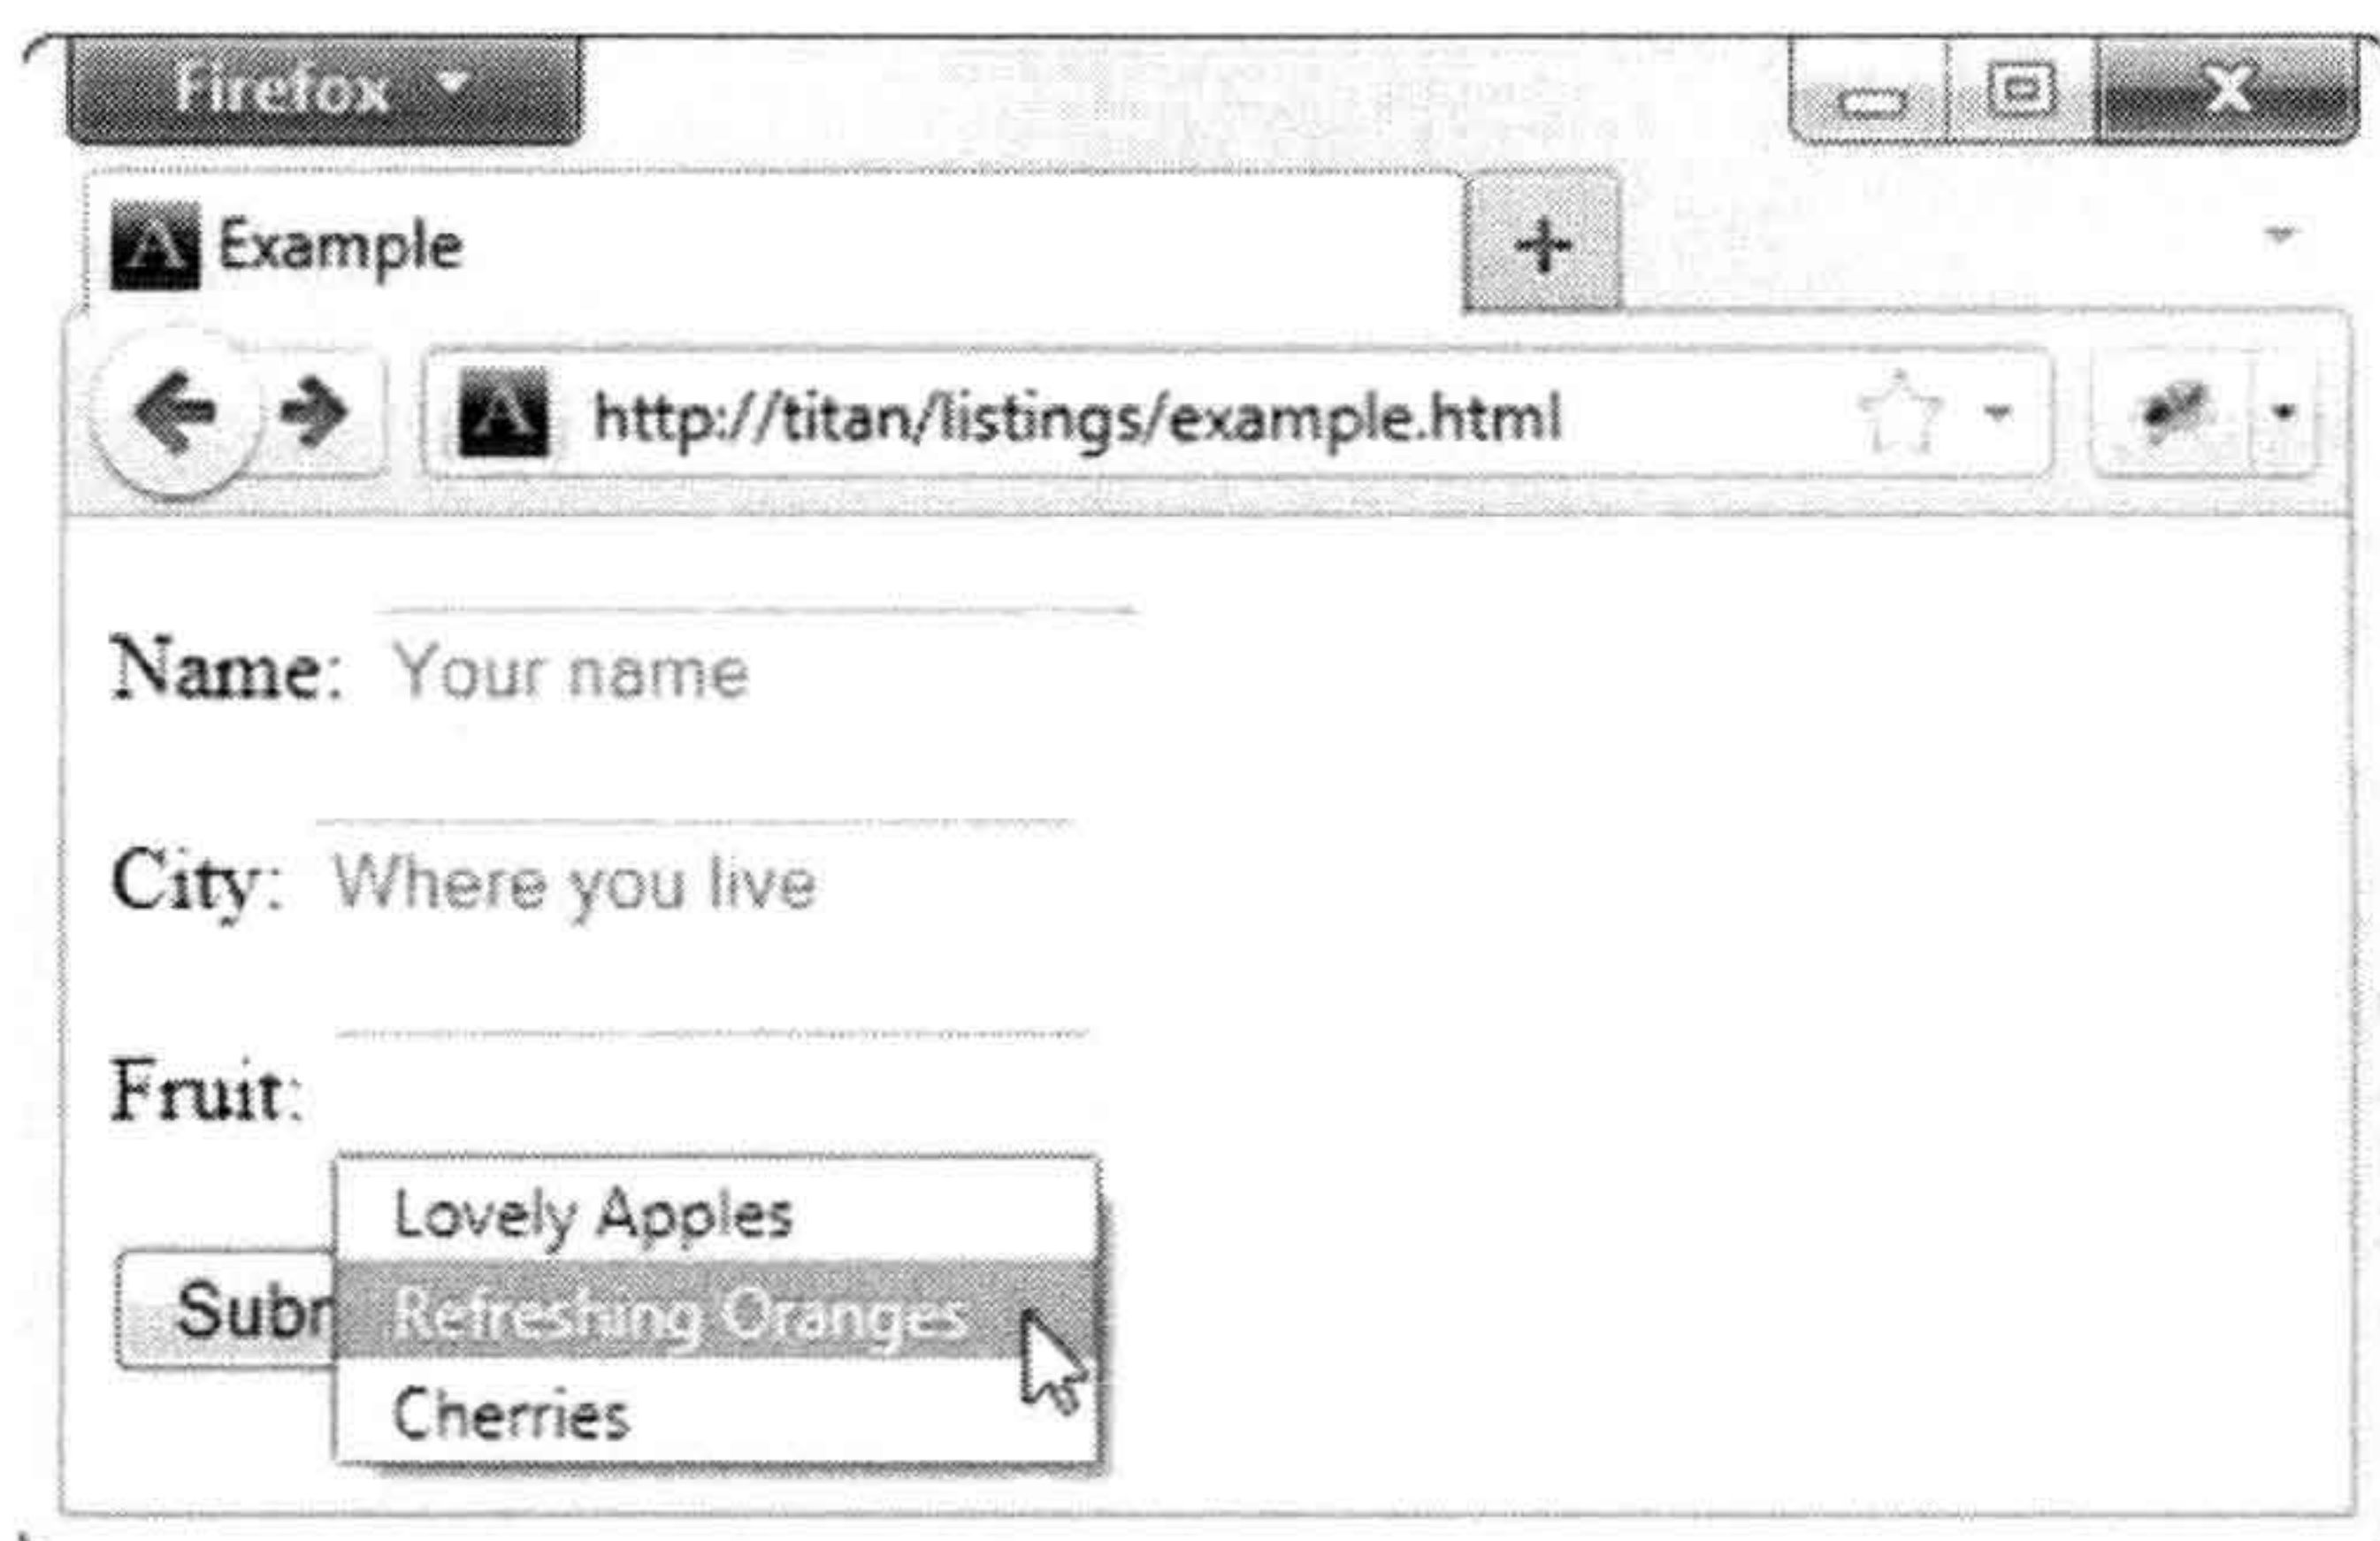 Firefox
A Example +
A http://titan/listings/example.html
Name: Your name
City: Where you live
Fruit:
Lovely Apples
Subm Refreshing Oranges
Cherries